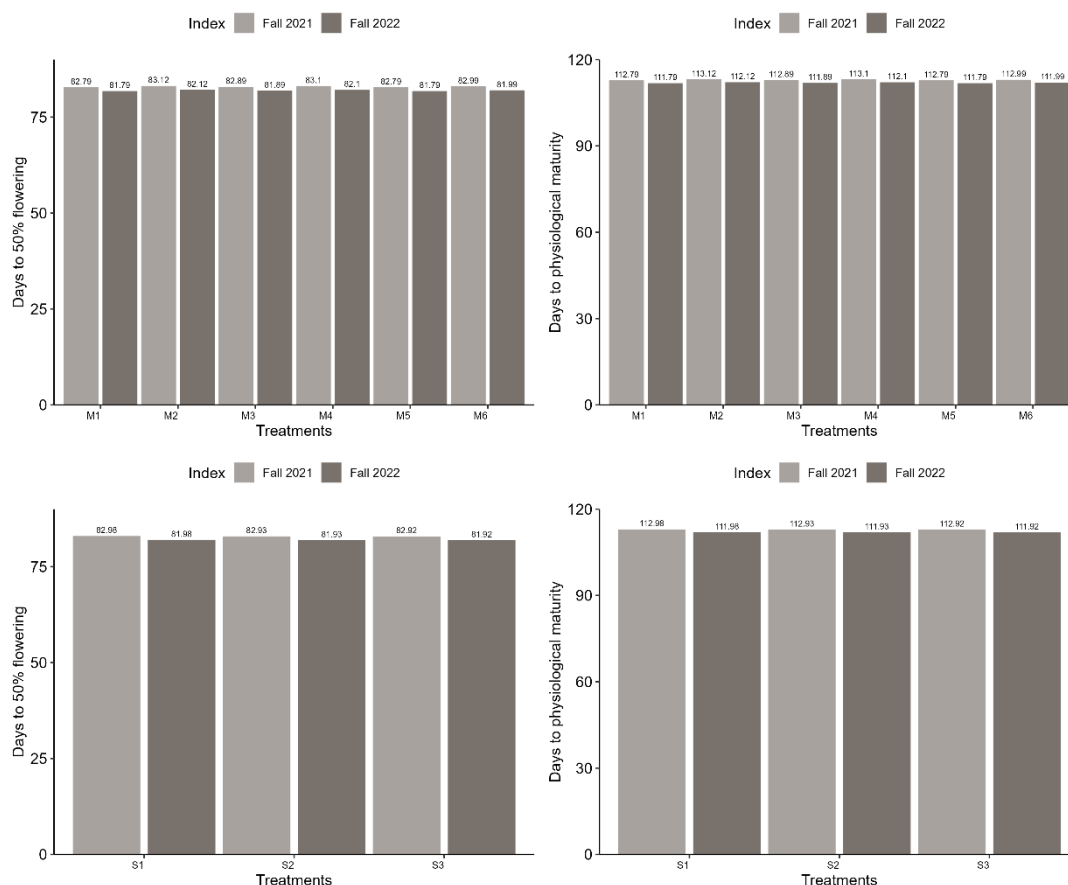 Index Fall 2021 Fall 2022
Days to 50% flowering
75
50
25
0
82.79 81.79 83.12 82.12 82.89 81.89 83.1 82.1 82.79 81.79 82.99 81.99
M1 M2 M3 M4 M5 M6
Treatments
Index Fall 2021 Fall 2022
Days to physiological maturity
120
90
60
30
0
112.79 111.79 113.12 112.12 112.89 111.89 113.1 112.1 112.79 111.79 112.99 111.99
M1 M2 M3 M4 M5 M6
Treatments
Index Fall 2021 Fall 2022
Days to 50% flowering
75
50
25
0
82.98 81.98 82.93 81.93 82.92 81.92
S1 S2 S3
Treatments
Index Fall 2021 Fall 2022
Days to physiological maturity
120
90
60
30
0
112.98 111.98 112.93 111.93 112.92 111.92
S1 S2 S3
Treatments